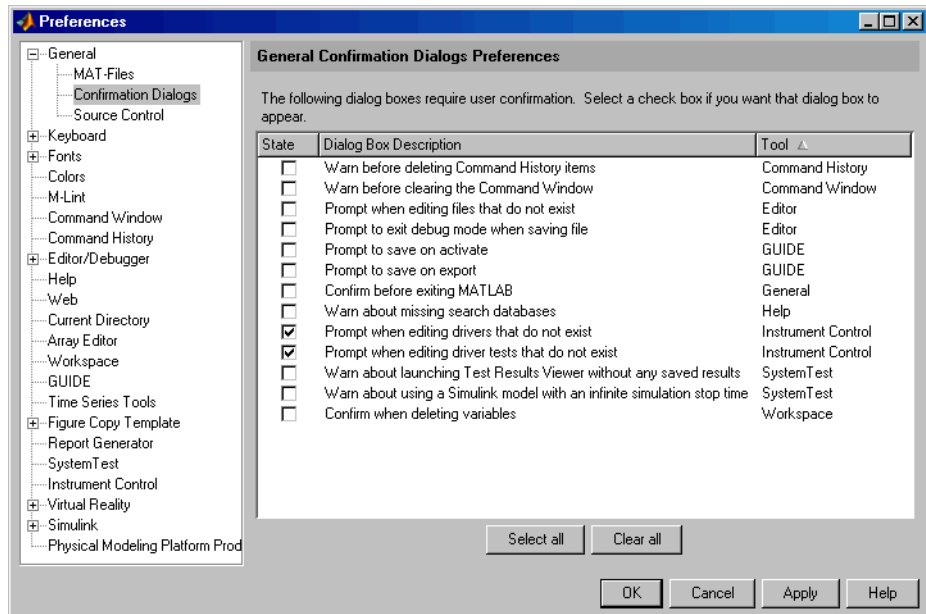 Preferences
General
MAT-Files
Confirmation Dialogs
Source Control
Keyboard
Fonts
Colors
M-Lint
Command Window
Command History
Editor/Debugger
Help
Web
Current Directory
Array Editor
Workspace
GUIDE
Time Series Tools
Figure Copy Template
Report Generator
SystemTest
Instrument Control
Virtual Reality
Simulink
Physical Modeling Platform Prod
General Confirmation Dialogs Preferences
The following dialog boxes require user confirmation. Select a check box if you want that dialog box to
appear.
State Dialog Box Description Tool
Warn before deleting Command History items Command History
Warn before clearing the Command Window Command Window
Prompt when editing files that do not exist Editor
Prompt to exit debug mode when saving file Editor
Prompt to save on activate GUIDE
Prompt to save on export GUIDE
Confirm before exiting MATLAB General
Warn about missing search databases Help
Prompt when editing drivers that do not exist Instrument Control
Prompt when editing driver tests that do not exist Instrument Control
Warn about launching Test Results Viewer without any saved results SystemTest
Warn about using a Simulink model with an infinite simulation stop time SystemTest
Confirm when deleting variables Workspace
Select all Clear all
OK Cancel Apply Help